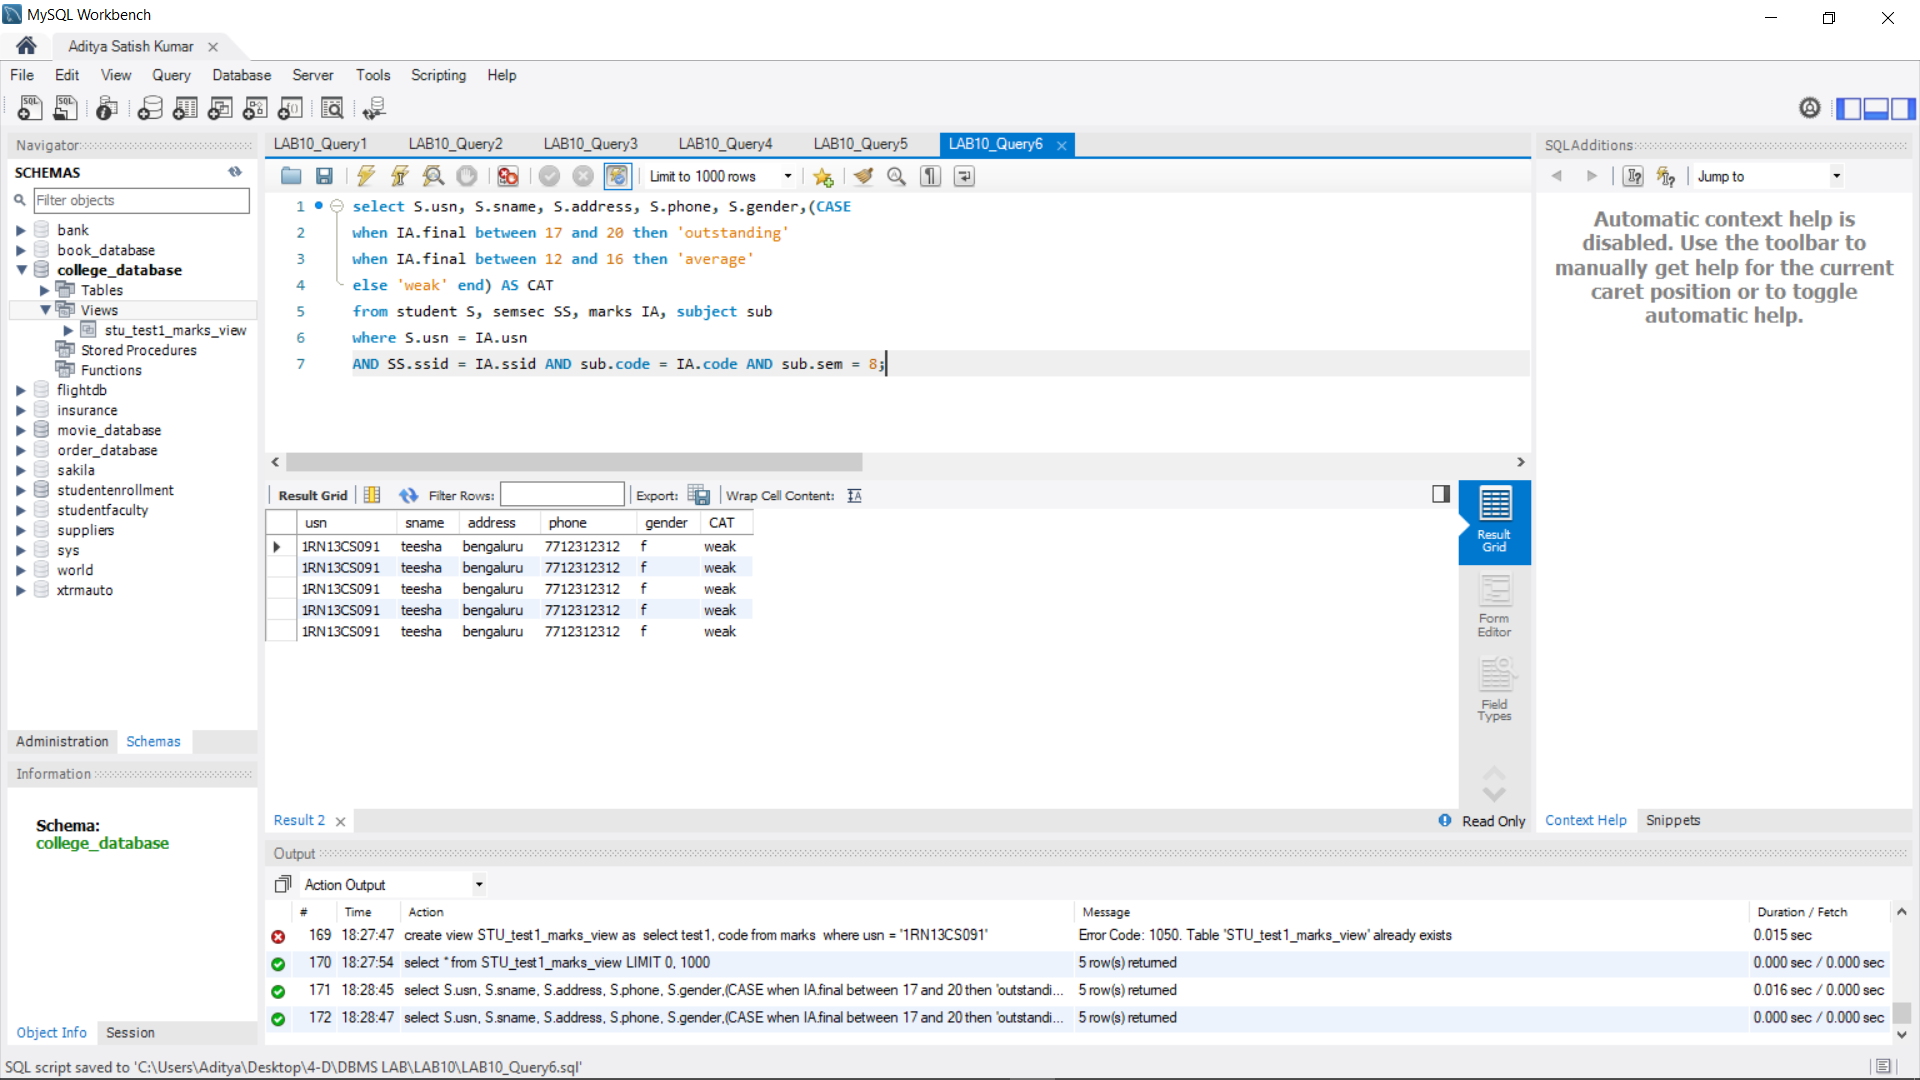 MySQL Workbench
Aditya Satish Kumar
File Edit View Query Database Server Tools Scripting Help
Navigator
SCHEMAS
Filter objects
bank
book_database
college_database
Tables
Views
stu_test1_marks_view
Stored Procedures
Functions
flightdb
insurance
movie_database
order_database
sakila
studentenrollment
studentfaculty
suppliers
sys
world
xtrmauto
Administration Schemas
Information
Schema:
college_database
Object Info Session
LAB10_Query1 LAB10_Query2 LAB10_Query3 LAB10_Query4 LAB10_Query5 LAB10_Query6
Limit to 1000 rows
1 select S.usn, S.sname, S.address, S.phone, S.gender,(CASE
2 when IA.final between 17 and 20 then 'outstanding'
3 when IA.final between 12 and 16 then 'average'
4 else 'weak' end) AS CAT
5 from student S, semsec SS, marks IA, subject sub
6 where S.usn = IA.usn
7 AND SS.ssid = IA.ssid AND sub.code = IA.code AND sub.sem = 8;
Result Grid Filter Rows: Export: Wrap Cell Content:
usn sname address phone gender CAT
1RN13CS091 teesha bengaluru 7712312312 f weak
1RN13CS091 teesha bengaluru 7712312312 f weak
1RN13CS091 teesha bengaluru 7712312312 f weak
1RN13CS091 teesha bengaluru 7712312312 f weak
1RN13CS091 teesha bengaluru 7712312312 f weak
Result
Grid
Form
Editor
Field
Types
Result 2
Read Only
SQLAdditions
Jump to
Automatic context help is
disabled. Use the toolbar to
manually get help for the current
caret position or to toggle
automatic help.
Context Help Snippets
Output
Action Output
# Time Action Message Duration / Fetch
169 18:27:47 create view STU_test1_marks_view as select test1, code from marks where usn = '1RN13CS091' Error Code: 1050. Table 'STU_test1_marks_view' already exists 0.015 sec
170 18:27:54 select * from STU_test1_marks_view LIMIT 0, 1000 5 row(s) returned 0.000 sec / 0.000 sec
171 18:28:45 select S.usn, S.sname, S.address, S.phone, S.gender,(CASE when IA.final between 17 and 20 then 'outstandi... 5 row(s) returned 0.016 sec / 0.000 sec
172 18:28:47 select S.usn, S.sname, S.address, S.phone, S.gender,(CASE when IA.final between 17 and 20 then 'outstandi... 5 row(s) returned 0.000 sec / 0.000 sec
SQL script saved to 'C:\Users\Aditya\Desktop\4-D\DBMS LAB\LAB10\LAB10_Query6.sql'